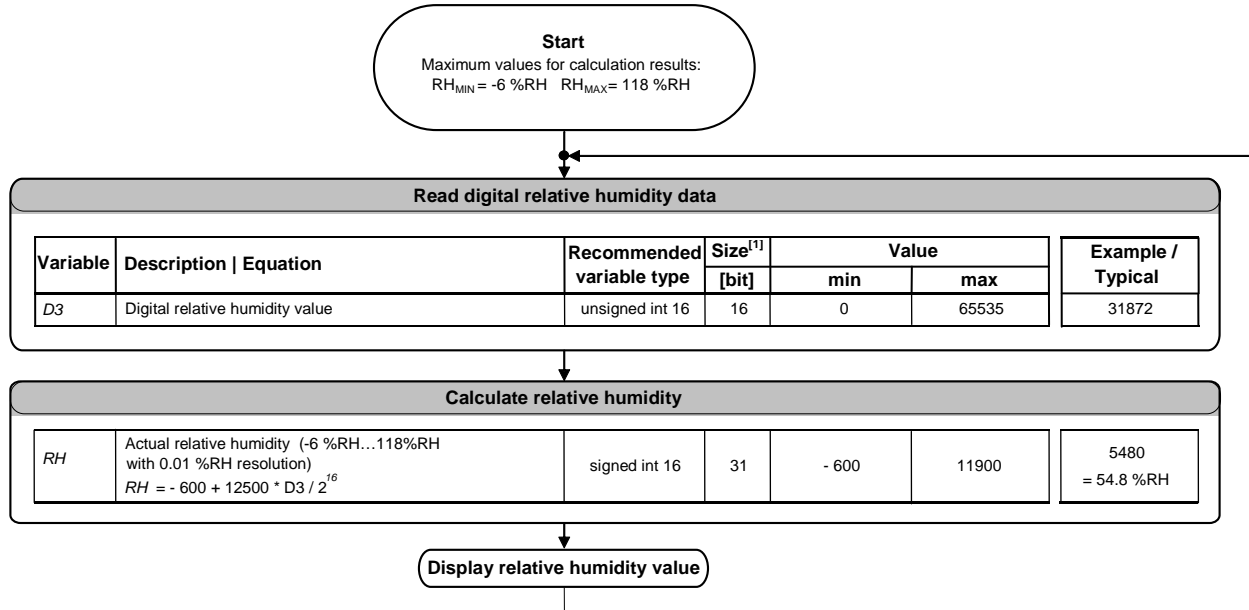 Start
Maximum values for calculation results:
RH_MIN = -6 %RH RH_MAX= 118 %RH
Read digital relative humidity data
Variable Description | Equation Recommended variable type Size[1] [bit] Value min max Example / Typical
D3 Digital relative humidity value unsigned int 16 16 0 65535 31872
Calculate relative humidity
RH
Actual relative humidity (-6 %RH…118%RH
with 0.01 %RH resolution)
RH = - 600 + 12500 * D3 / 2^16
signed int 16 31 - 600 11900
5480
= 54.8 %RH
Display relative humidity value